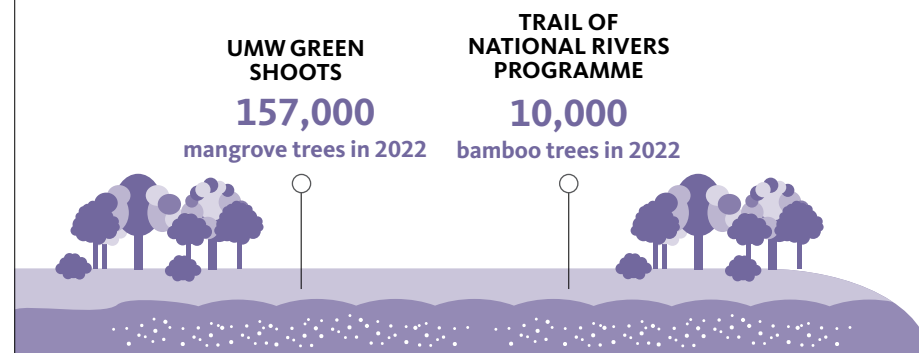 UMW GREEN
SHOOTS
157,000
mangrove trees in 2022
TRAIL OF
NATIONAL RIVERS
PROGRAMME
10,000
bamboo trees in 2022